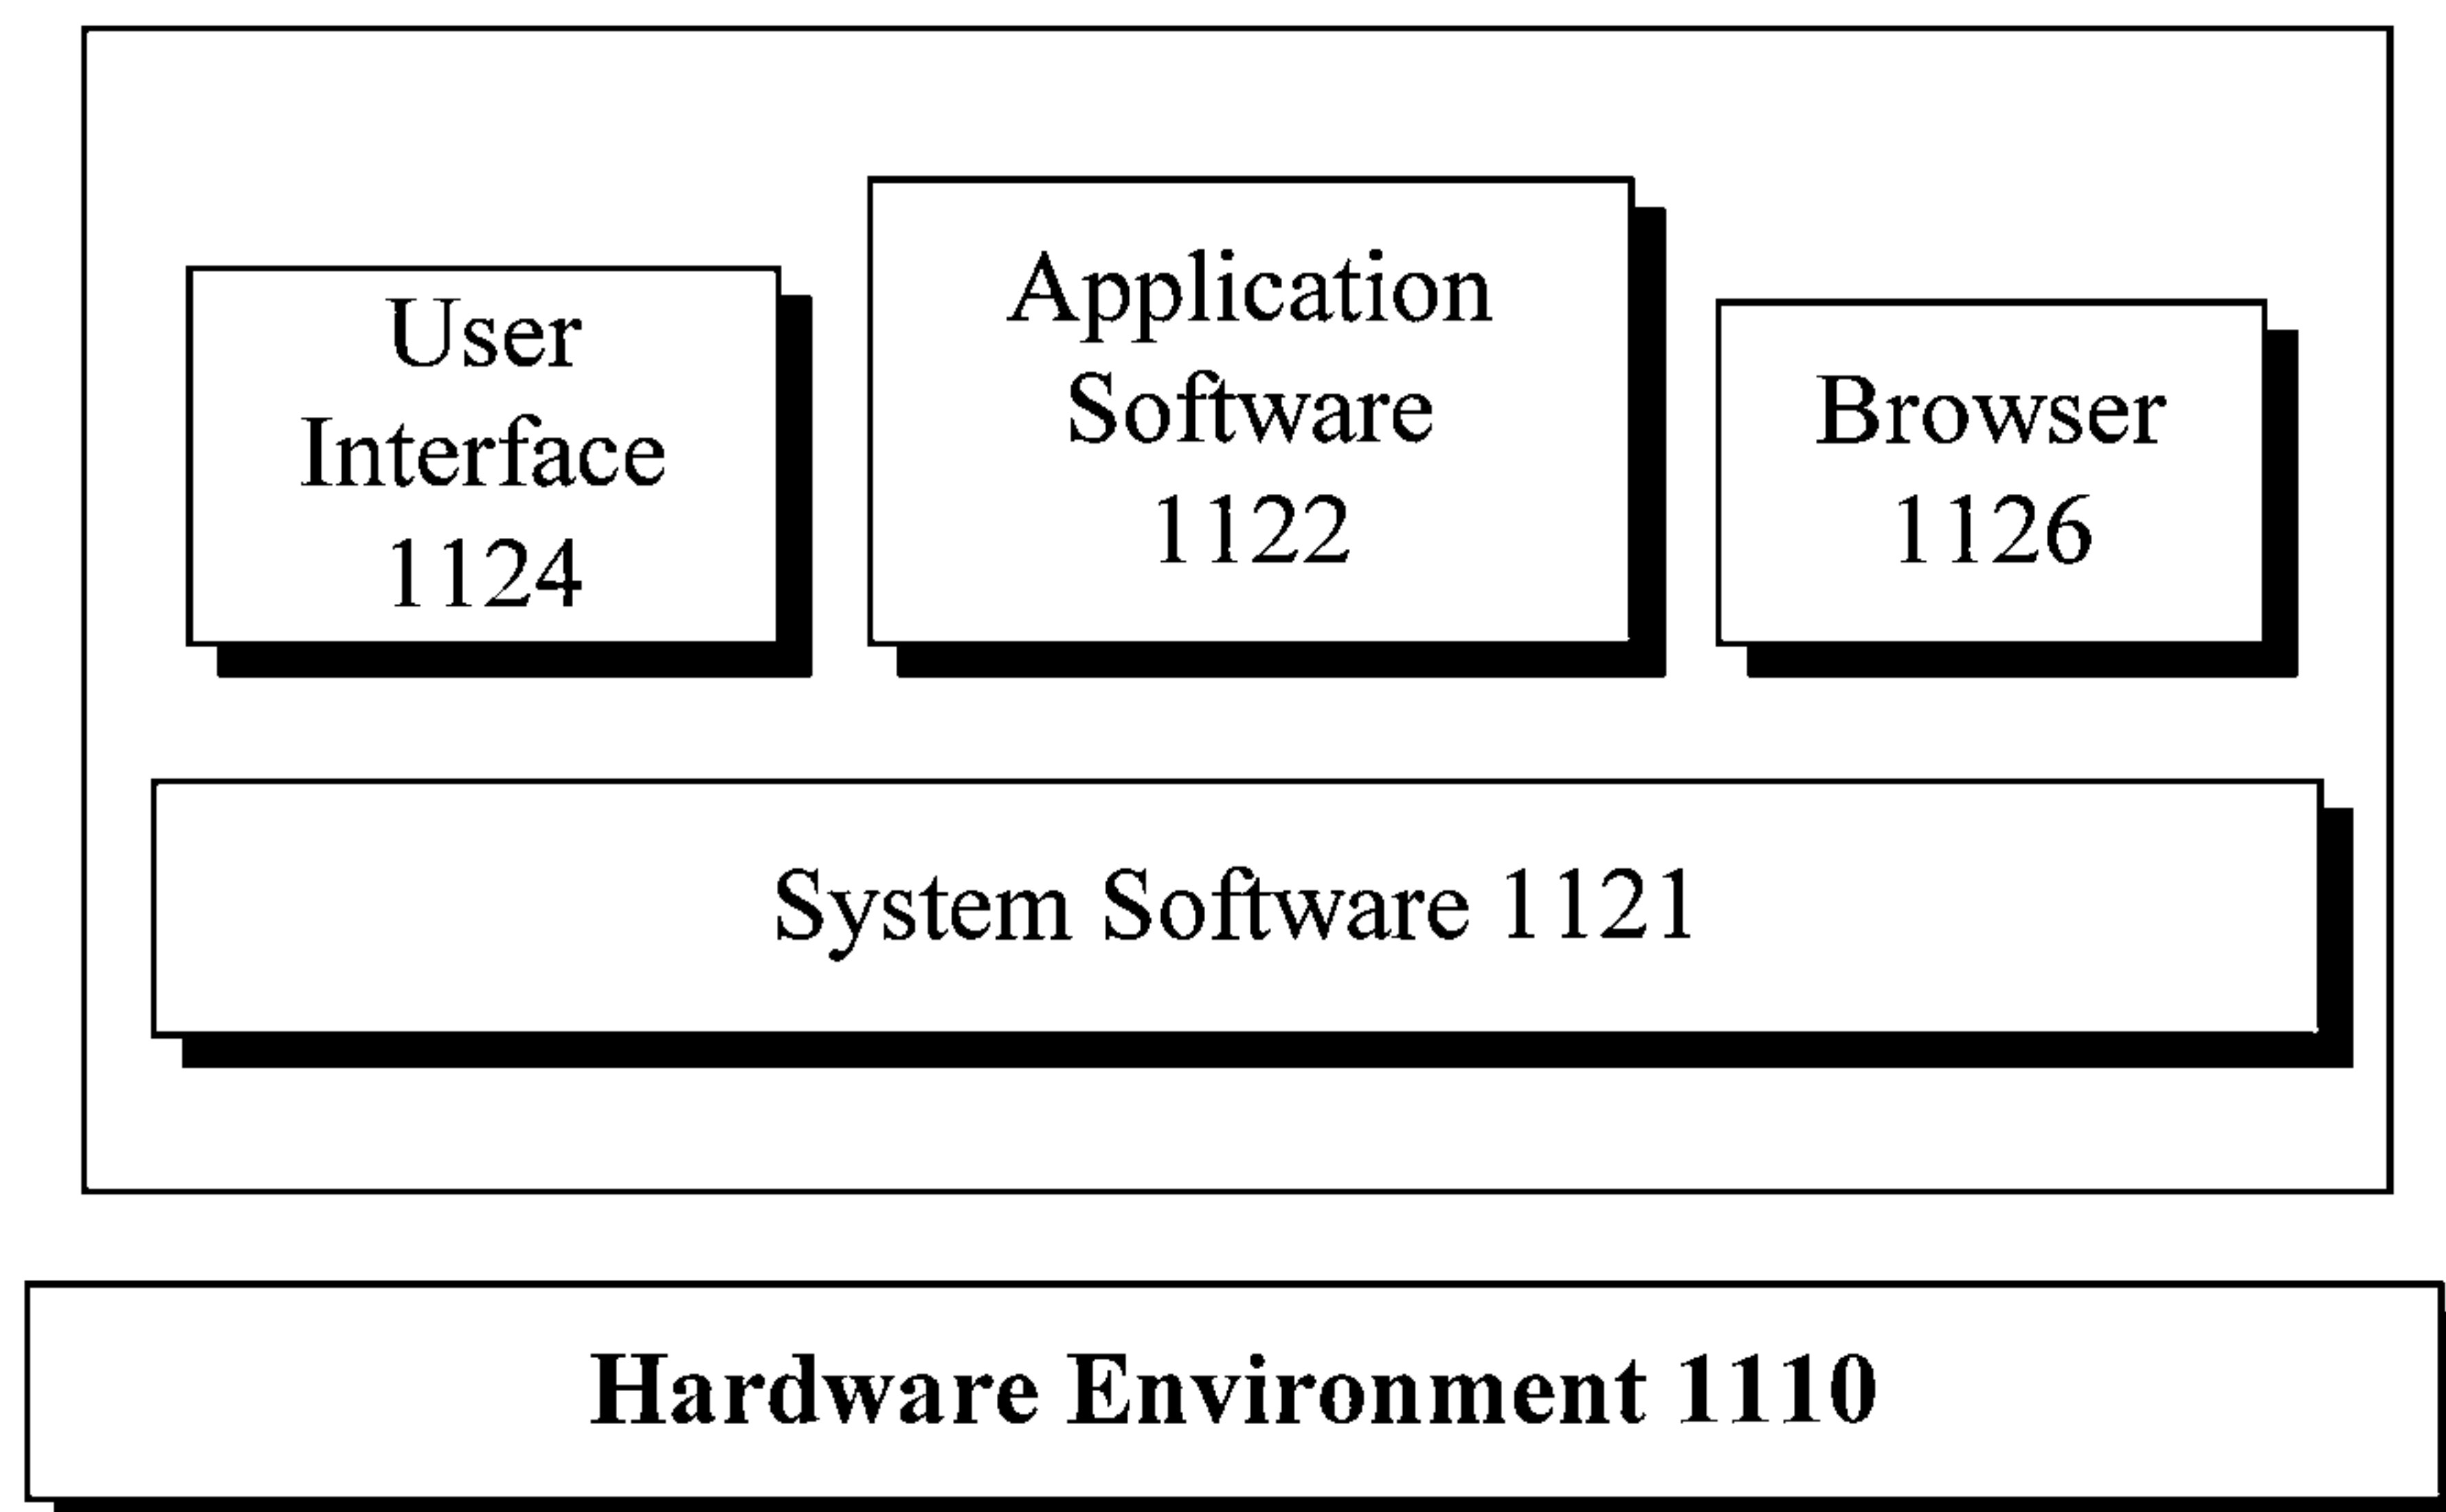 User
Interface
1124
Application
Software
1122
Browser
1126
System Software 1121
Hardware Environment 1110